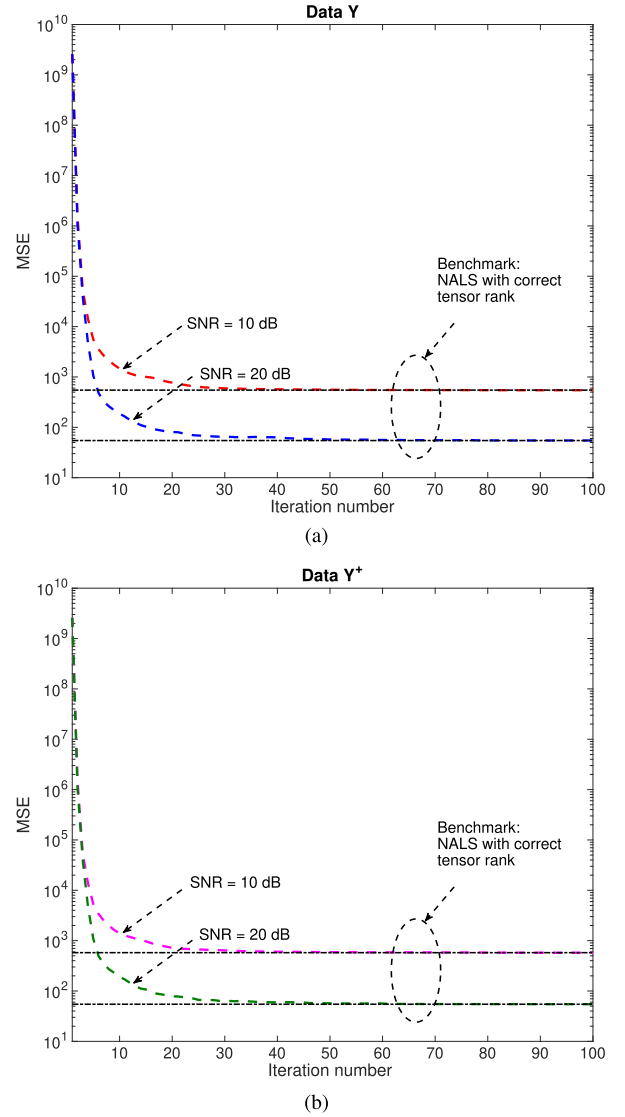 Data Y
10^10
10^9
10^8
10^7
10^6
10^5
10^4
10^3
10^2
10^1
MSE
Benchmark:
NALS with correct
tensor rank
SNR = 10 dB
SNR = 20 dB
10 20 30 40 50 60 70 80 90 100
Iteration number
(a)
Data Y^+
10^10
10^9
10^8
10^7
10^6
10^5
10^4
10^3
10^2
10^1
MSE
Benchmark:
NALS with correct
tensor rank
SNR = 10 dB
SNR = 20 dB
10 20 30 40 50 60 70 80 90 100
Iteration number
(b)